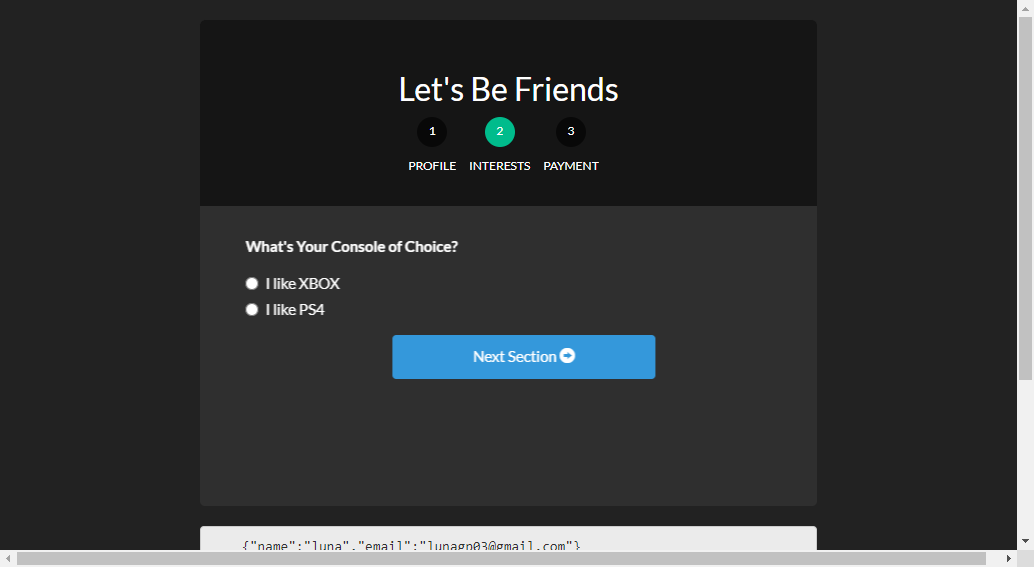 Let's Be Friends
1 2 3
PROFILE INTERESTS PAYMENT
What's Your Console of Choice?
I like XBOX
I like PS4
Next Section
{"name":"luna","email":"lunagp03@gmail.com"}